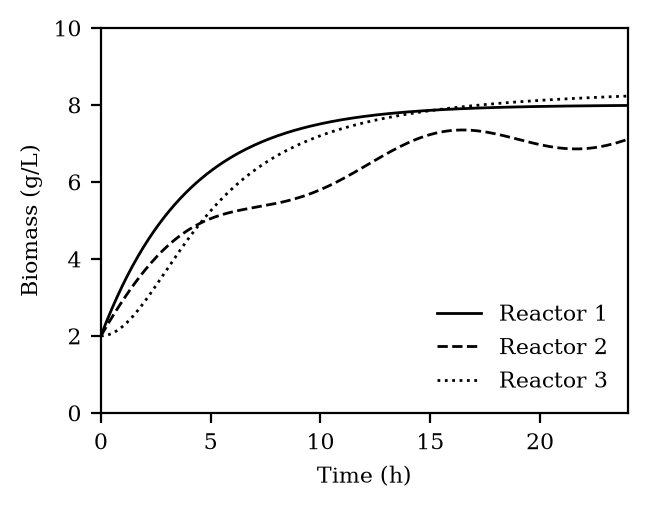 10
8
6
4
2
0
Biomass (g/L)
Reactor 1
Reactor 2
Reactor 3
0 5 10 15 20
Time (h)